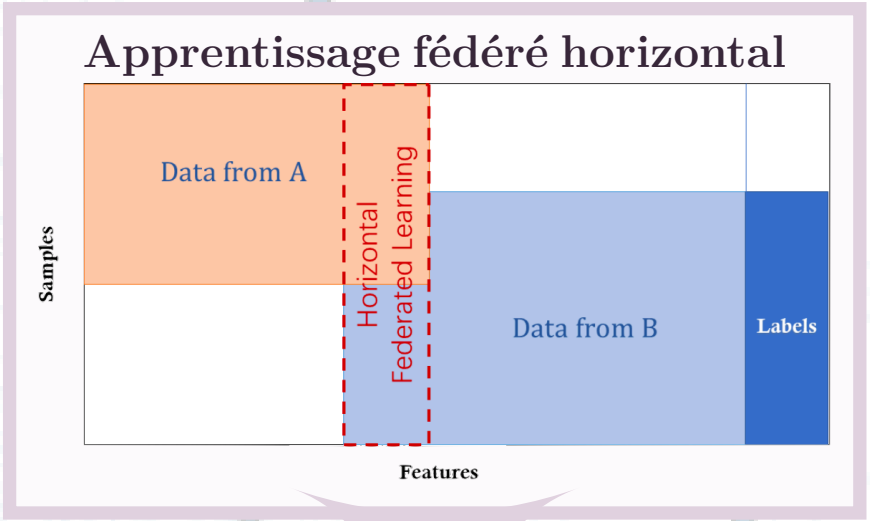 Apprentissage fédéré horizontal
Data from A
Horizontal
Federated Learning
Samples
Data from B
Labels
Features